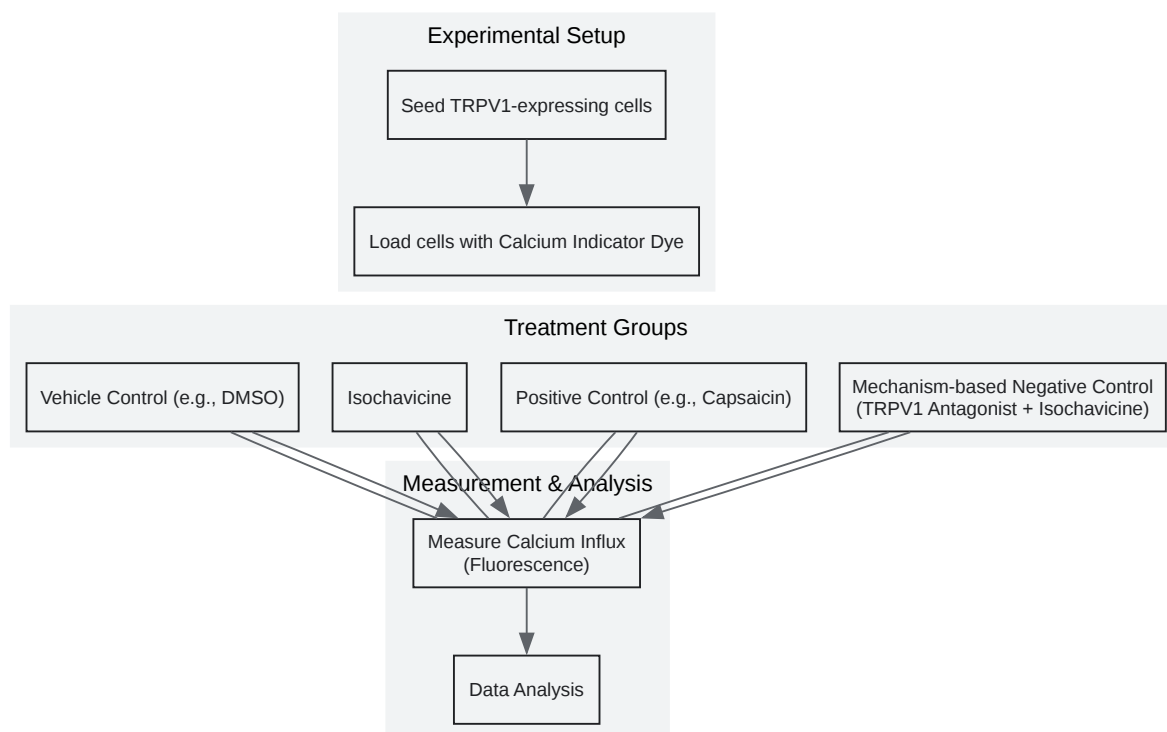 Experimental Setup
Seed TRPV1-expressing cells
Load cells with Calcium Indicator Dye
Treatment Groups
Vehicle Control (e.g., DMSO)
Isochavicine
Positive Control (e.g., Capsaicin)
Mechanism-based Negative Control
(TRPV1 Antagonist + Isochavicine)
Measurement & Analysis
Measure Calcium Influx
(Fluorescence)
Data Analysis